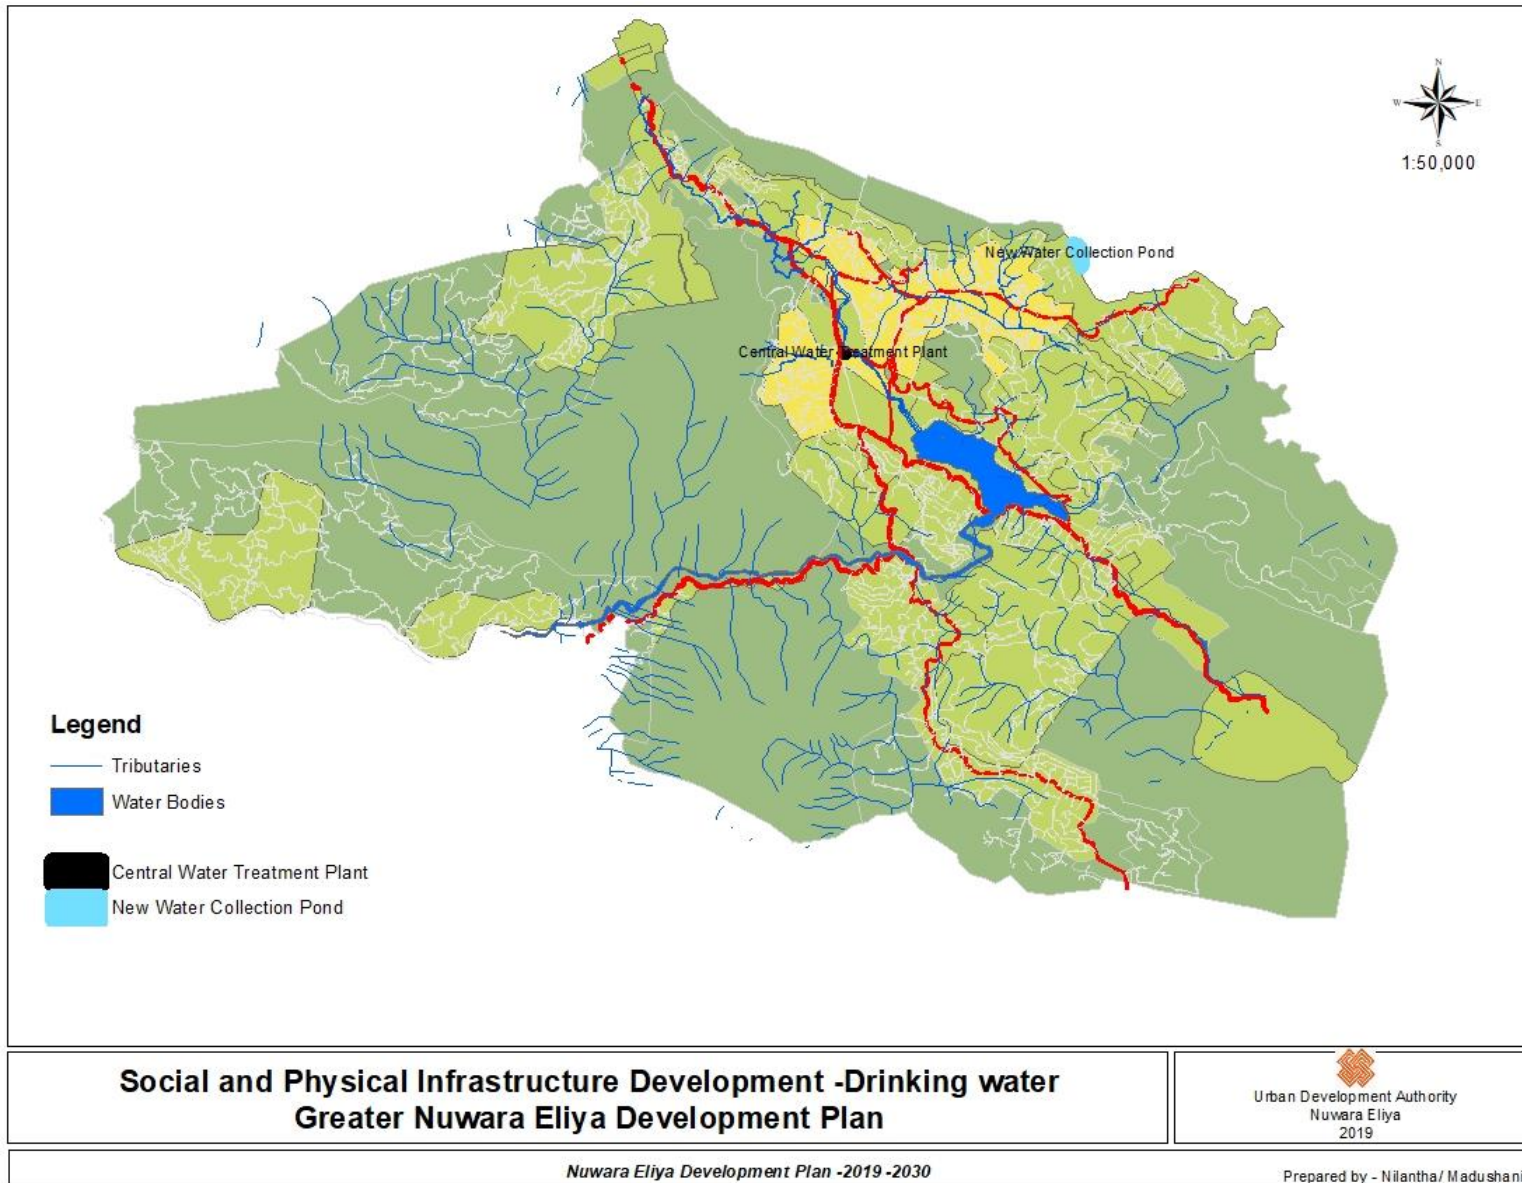 N
W E
S
1:50,000
New Water Collection Pond
Central Water Treatment Plant
Legend
Tributaries
Water Bodies
Central Water Treatment Plant
New Water Collection Pond
Social and Physical Infrastructure Development -Drinking water
Greater Nuwara Eliya Development Plan
Urban Development Authority
Nuwara Eliya
2019
Nuwara Eliya Development Plan -2019 -2030
Prepared by - Nilantha/ Madushani